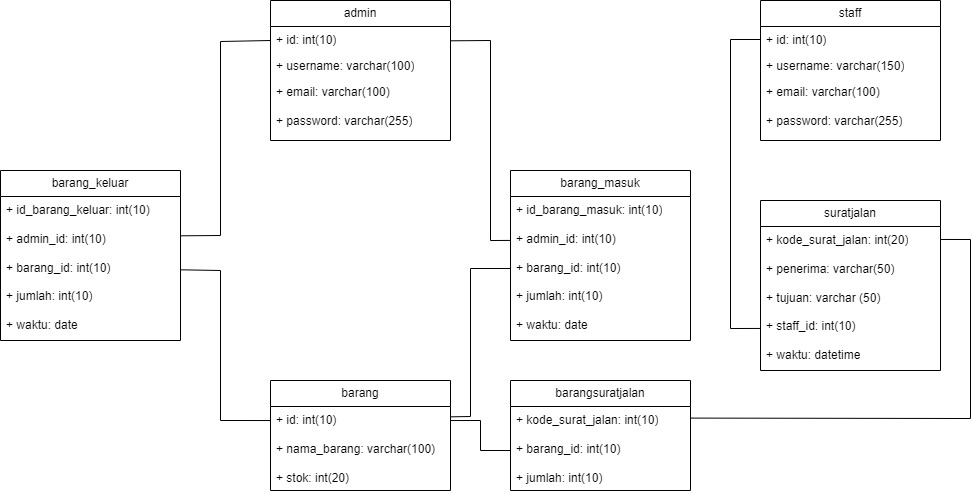 admin
+ id: int(10)
+ username: varchar(100)
+ email: varchar(100)
+ password: varchar(255)
staff
+ id: int(10)
+ username: varchar(150)
+ email: varchar(100)
+ password: varchar(255)
barang_keluar
+ id_barang_keluar: int(10)
+ admin_id: int(10)
+ barang_id: int(10)
+ jumlah: int(10)
+ waktu: date
barang_masuk
+ id_barang_masuk: int(10)
+ admin_id: int(10)
+ barang_id: int(10)
+ jumlah: int(10)
+ waktu: date
suratjalan
+ kode_surat_jalan: int(20)
+ penerima: varchar(50)
+ tujuan: varchar (50)
+ staff_id: int(10)
+ waktu: datetime
barang
+ id: int(10)
+ nama_barang: varchar(100)
+ stok: int(20)
barangsuratjalan
+ kode_surat_jalan: int(10)
+ barang_id: int(10)
+ jumlah: int(10)